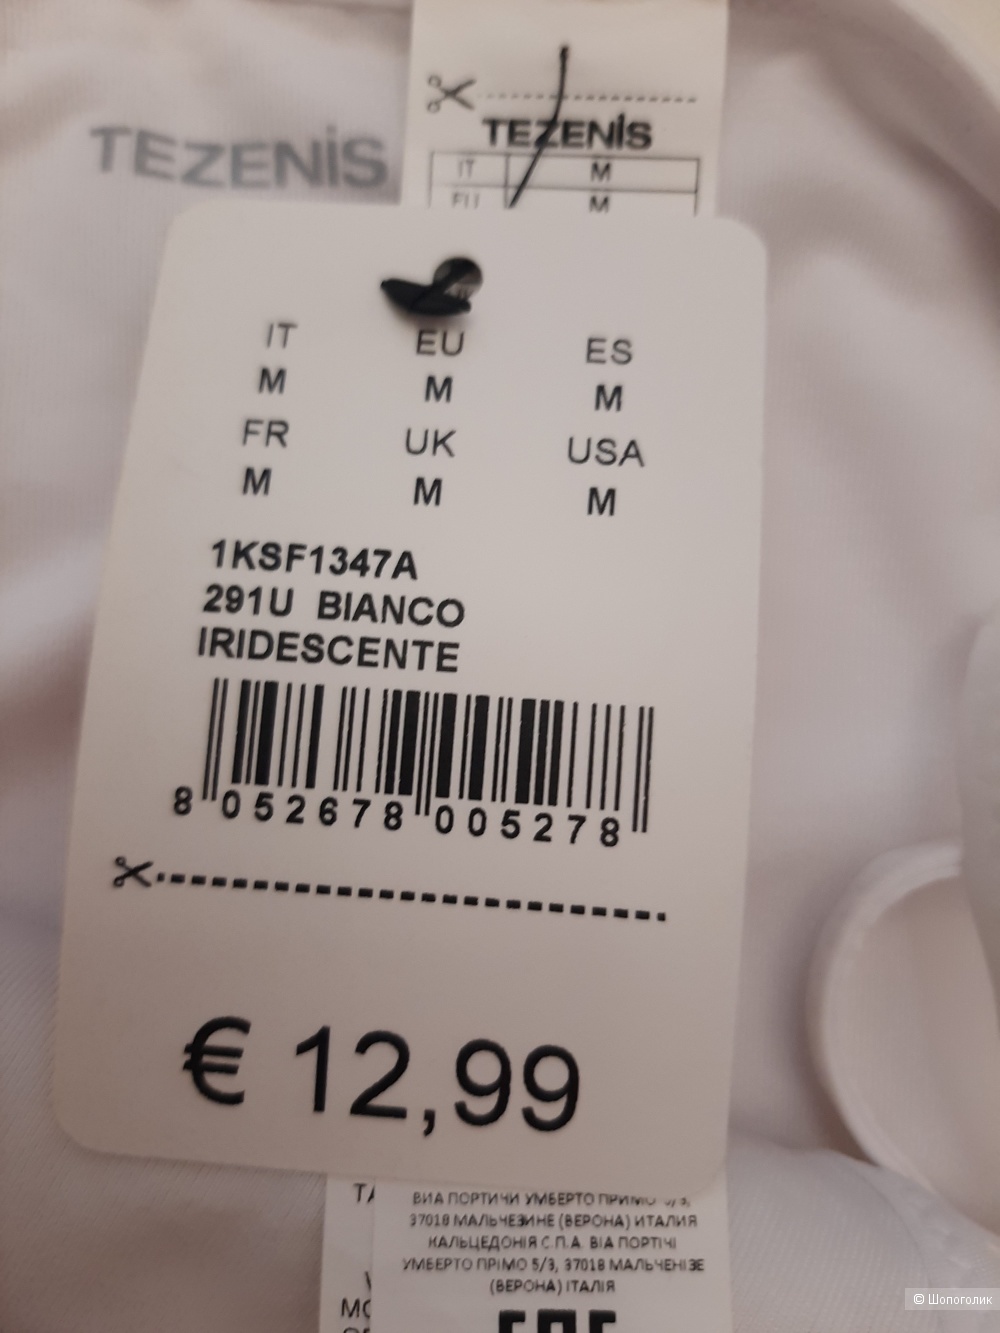 TEZENIS
TEZENIS
IT M
EU M
IT EU ES
M M M
FR UK USA
M M M
1KSF1347A
291U BIANCO
IRIDESCENTE
8 052678 005278
€ 12,99
ВИА ПОРТИЧИ УМБЕРТО ПРИМО 5/3,
37018 МАЛЬЧЕЗИНЕ (ВЕРОНА) ИТАЛИЯ
КАЛЬЦЕДОНІЯ С.П.А. ВІА ПОРТІЧІ
УМБЕРТО ПРІМО 5/3, 37018 МАЛЬЧЕНІЗЕ
(ВЕРОНА) ІТАЛІЯ
© Шопоголик